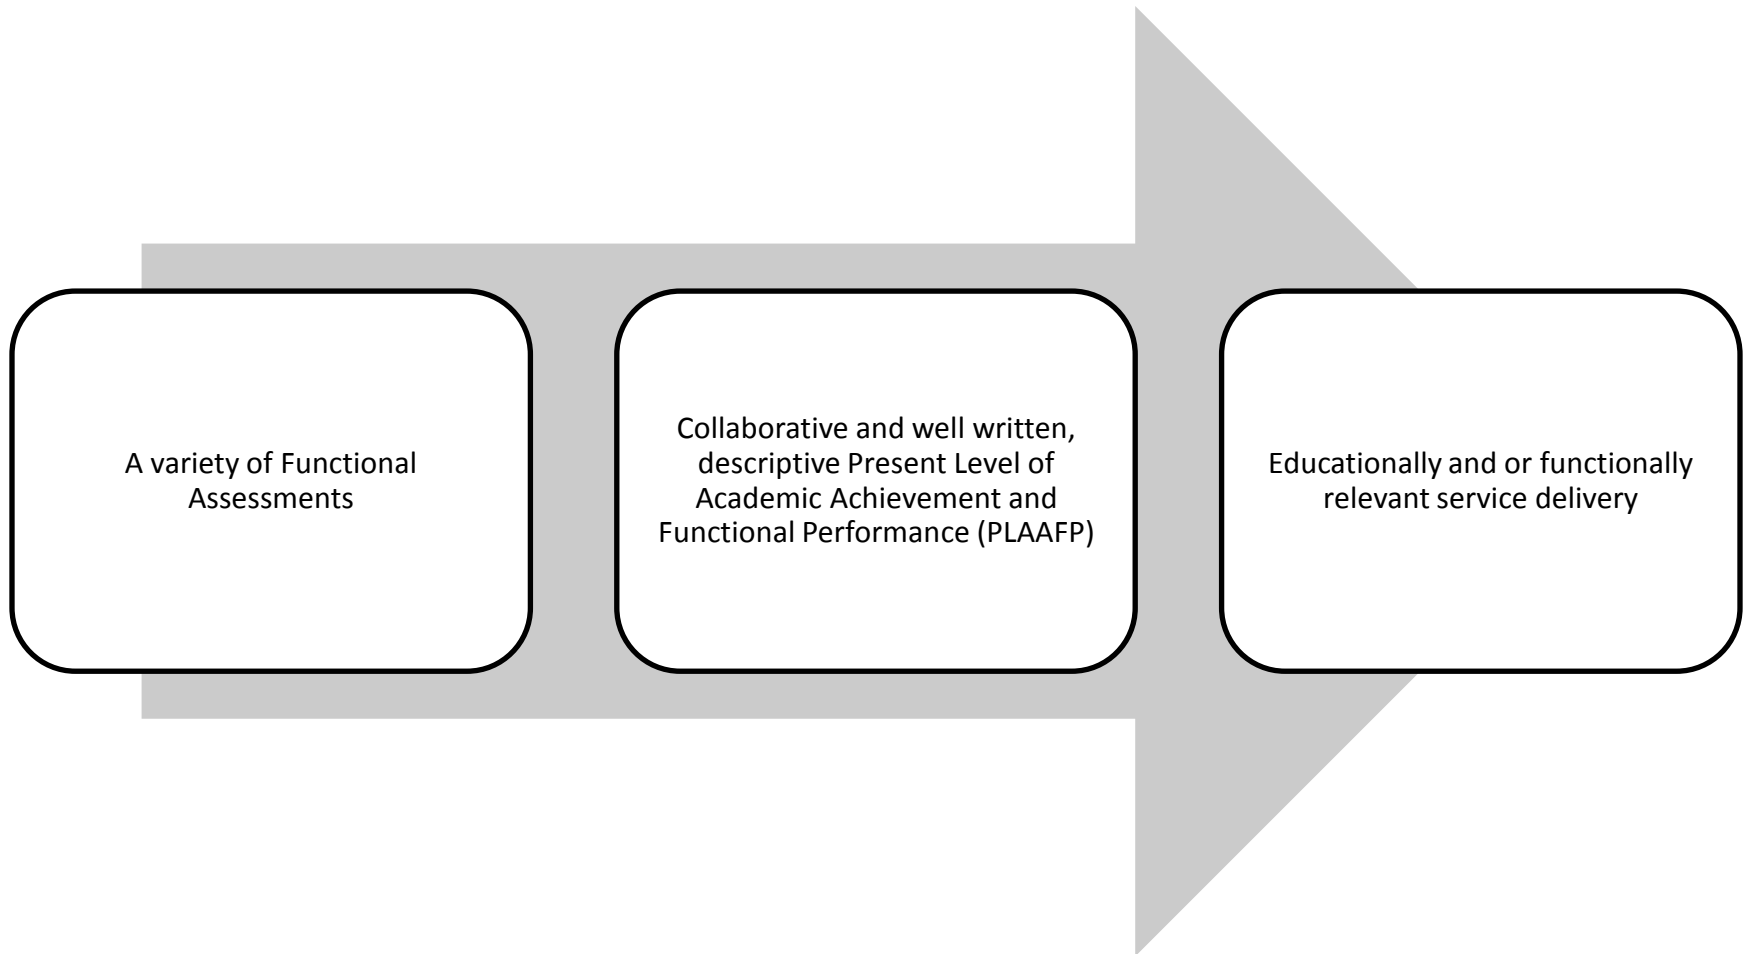 A variety of Functional
Assessments
Collaborative and well written,
descriptive Present Level of
Academic Achievement and
Functional Performance (PLAAFP)
Educationally and or functionally
relevant service delivery